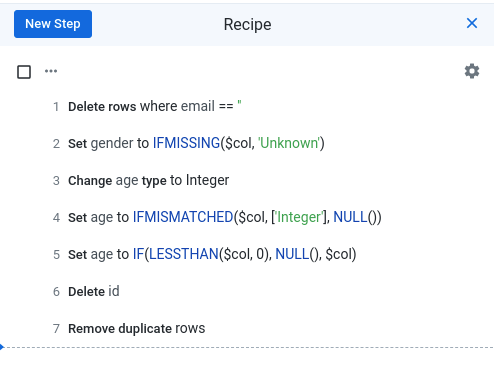 New Step
Recipe
1 Delete rows where email == ''
2 Set gender to IFMISSING($col, 'Unknown')
3 Change age type to Integer
4 Set age to IFMISMATCHED($col, ['Integer'], NULL())
5 Set age to IF(LESSTHAN($col, 0), NULL(), $col)
6 Delete id
7 Remove duplicate rows